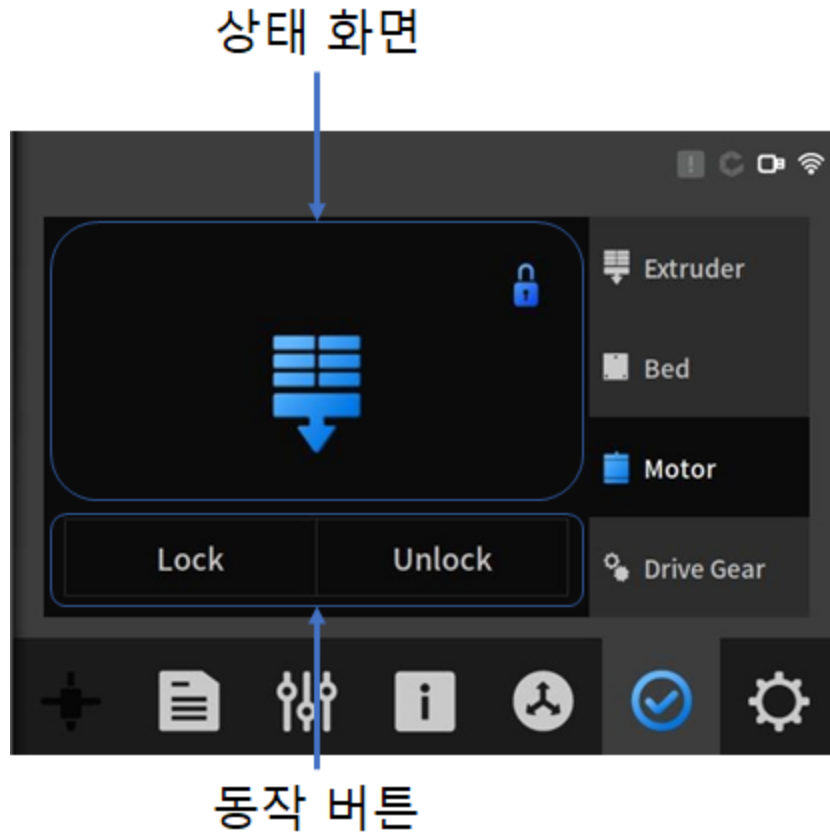 상태 화면
Extruder
Bed
Motor
Lock
Unlock
Drive Gear
동작 버튼